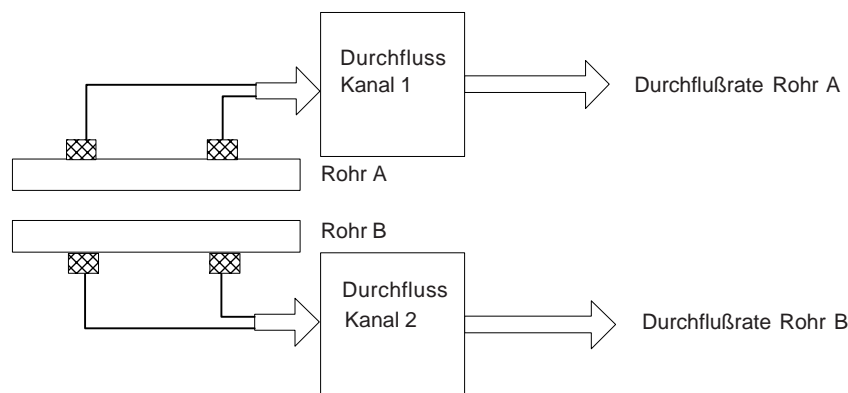 Durchfluss
Kanal 1
Durchflußrate Rohr A
Rohr A
Rohr B
Durchfluss
Kanal 2
Durchflußrate Rohr B